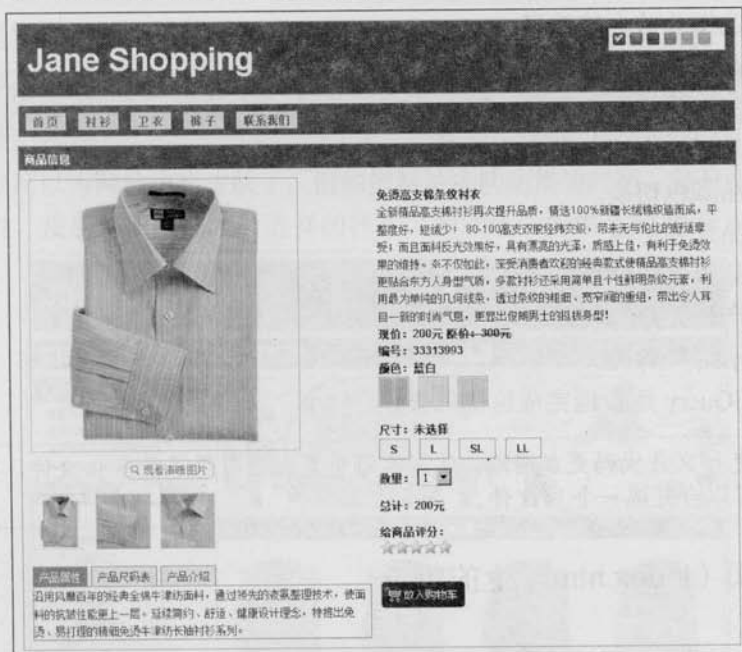 Jane Shopping
首页 衬衫 卫衣 裤子 联系我们
商品信息
免烫高支棉条纹衬衣
全新精品高支棉衬衫再次提升品质,精选100%新疆长绒棉织造而成,平
整度好,短绒少! 80-100高支双股经纬交织,带来无与伦比的舒适享
受!而且面料反光效果好,具有漂亮的光泽,质感上佳,有利于免烫效
果的维持。※不仅如此,深受消费者欢迎的经典款式使精品高支棉衬衫
更贴合东方人身型气质,多款衬衫还采用简单且个性鲜明条纹元素,利
用最为单纯的几何线条,透过条纹的粗细、宽窄间的重组,带出令人耳
目一新的时尚气息,更显出俊朗男士的挺拔身型!
现价:200元 原价:300元
编号:33313993
颜色:蓝白
尺寸:未选择
S L SL LL
数量:1
总计:200元
给商品评分:
放入购物车
观看清晰图片
产品属性 产品尺码表 产品介绍
沿用风靡百年的经典全棉牛津纺面料,通过领先的液氨整理技术,使面
料的抗皱性能更上一层。延续简约、舒适、健康设计理念,特推出免
烫、易打理的精细免烫牛津纺长袖衬衫系列。